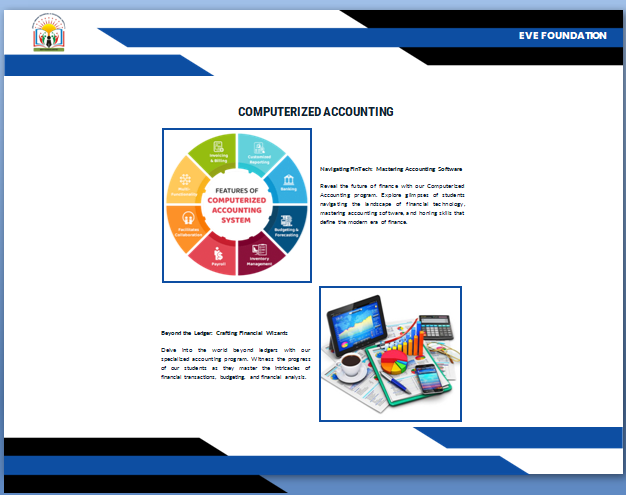 EVE FOUNDATION
COMPUTERIZED ACCOUNTING
Invoicing
& Billing
Customized
Reporting
Banking
Budgeting &
Forecasting
Inventory
Management
Payroll
Facilitates
Collaboration
FEATURES OF
COMPUTERIZED
ACCOUNTING
SYSTEM
Navigating FinTech: Mastering Accounting Software
Reveal the future of finance with our Computerized
Accounting program. Explore glimpses of students
navigating the landscape of financial technology,
mastering accounting software, and honing skills that
define the modern era of finance.
Beyond the Ledger: Crafting Financial Wizards
Delve into the world beyond ledgers with our
specialized accounting program. Witness the progress
of our students as they master the intricacies of
financial transactions, budgeting, and financial analysis.